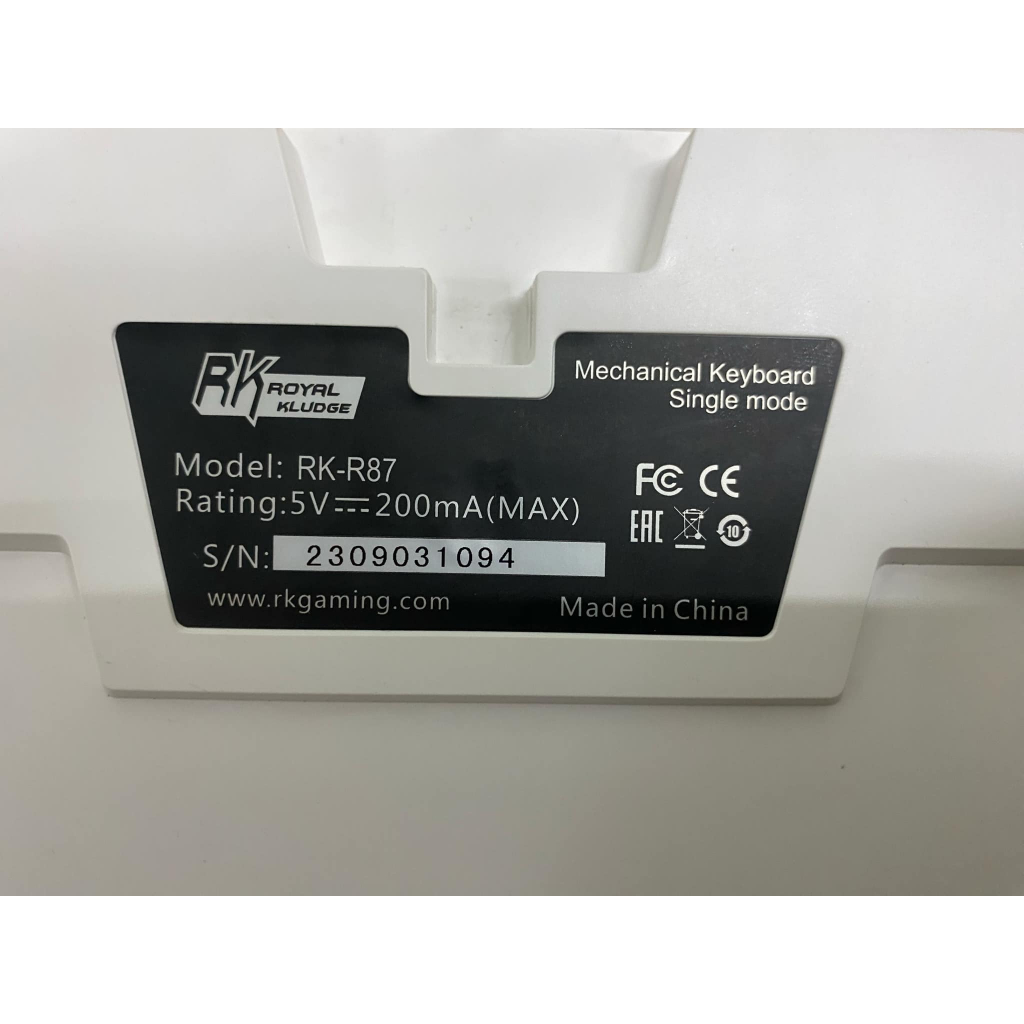 RK ROYAL
KLUDGE
Mechanical Keyboard
Single mode
Model: RK-R87
Rating:5V⎓200mA(MAX)
FC CE
EAC 10
S/N: 2309031094
www.rkgaming.com
Made in China